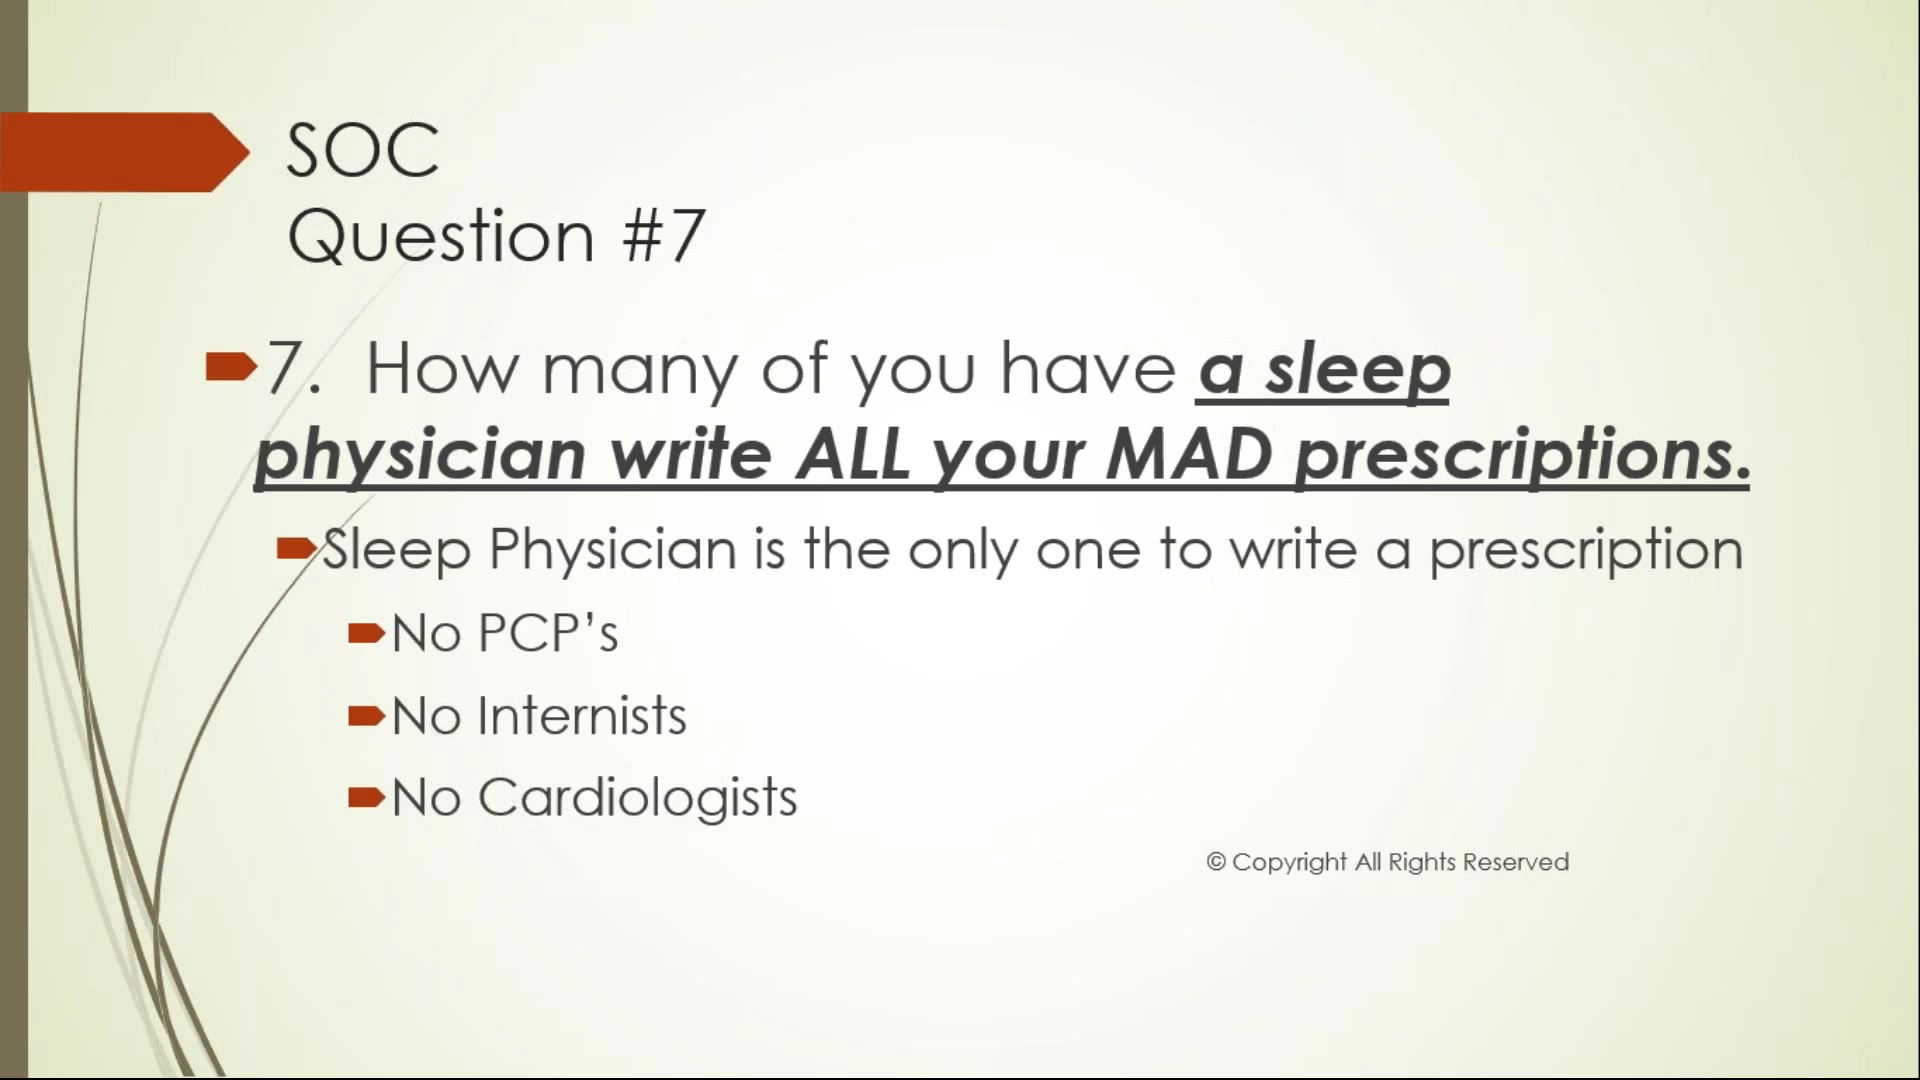 SOC
Question #7
7. How many of you have a sleep
physician write ALL your MAD prescriptions.
Sleep Physician is the only one to write a prescription
No PCP’s
No Internists
No Cardiologists
© Copyright All Rights Reserved